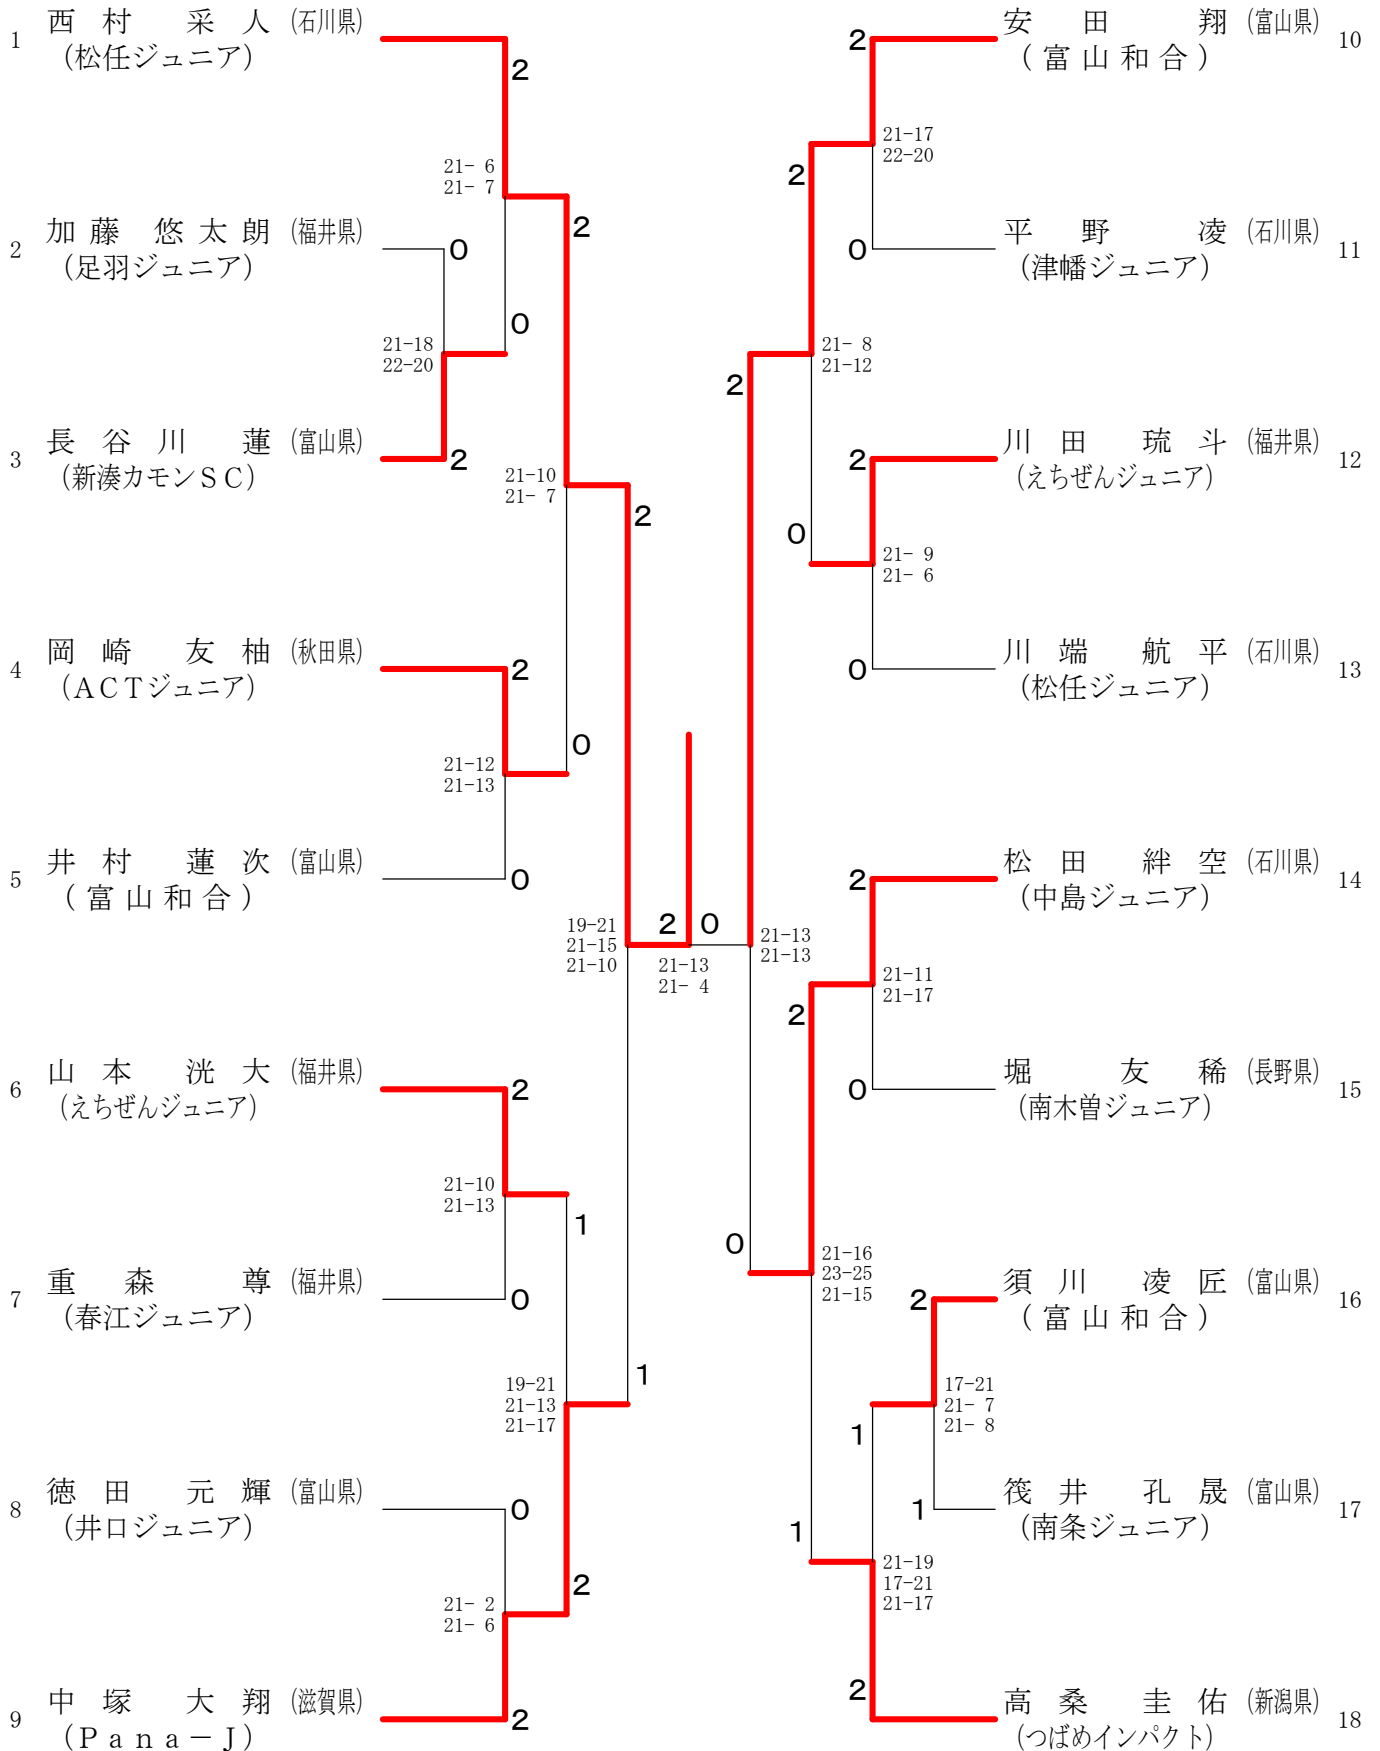 1 西村 采人 (石川県)
(松任ジュニア)
2
21- 6
21- 7
2
2 加藤 悠太朗 (福井県)
(足羽ジュニア)
0
0
21-18
22-20
3 長谷川 蓮 (富山県)
(新湊カモンSC)
2
21-10
21- 7
2
4 岡崎 友柚 (秋田県)
(ACTジュニア)
2
0
21-12
21-13
5 井村 蓮次 (富山県)
(富山和合)
0
19-21
21-15
21-10
2 0
21-13
21- 4
6 山本 洸大 (福井県)
(えちぜんジュニア)
2
21-10
21-13
1
7 重森 尊 (福井県)
(春江ジュニア)
0
1
19-21
21-13
21-17
8 徳田 元輝 (富山県)
(井口ジュニア)
0
2
21- 2
21- 6
9 中塚 大翔 (滋賀県)
(Pana-J)
2
安田 翔 (富山県) 10
(富山和合)
2
21-17
22-20
2
平野 凌 (石川県) 11
(津幡ジュニア)
0
21- 8
21-12
2
川田 琉斗 (福井県) 12
(えちぜんジュニア)
2
0
21- 9
21- 6
川端 航平 (石川県) 13
(松任ジュニア)
0
松田 絆空 (石川県) 14
(中島ジュニア)
2
21-13
21-13
21-11
21-17
2
堀 友稀 (長野県) 15
(南木曽ジュニア)
0
0
21-16
23-25
21-15
須川 凌匠 (富山県) 16
(富山和合)
2
17-21
21- 7
21- 8
1
筏井 孔晟 (富山県) 17
(南条ジュニア)
1
1
21-19
17-21
21-17
2
高桑 圭佑 (新潟県) 18
(つばめインパクト)